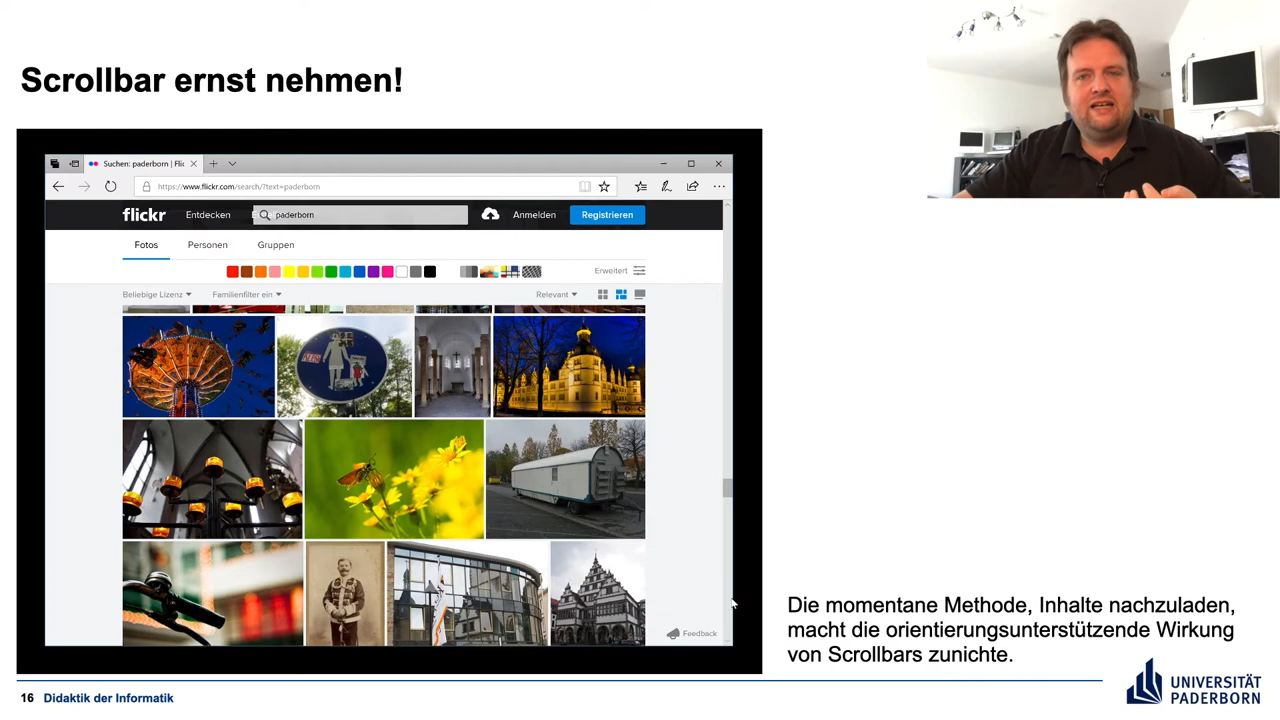 Scrollbar ernst nehmen!
Suchen: paderborn | Flic
https://www.flickr.com/search/?text=paderborn
flickr Entdecken paderborn Anmelden Registrieren
Fotos Personen Gruppen
Erweitert
Beliebige Lizenz Familienfilter ein Relevant
Feedback
Die momentane Methode, Inhalte nachzuladen,
macht die orientierungsunterstützende Wirkung
von Scrollbars zunichte.
16 Didaktik der Informatik
UNIVERSITÄT
PADERBORN